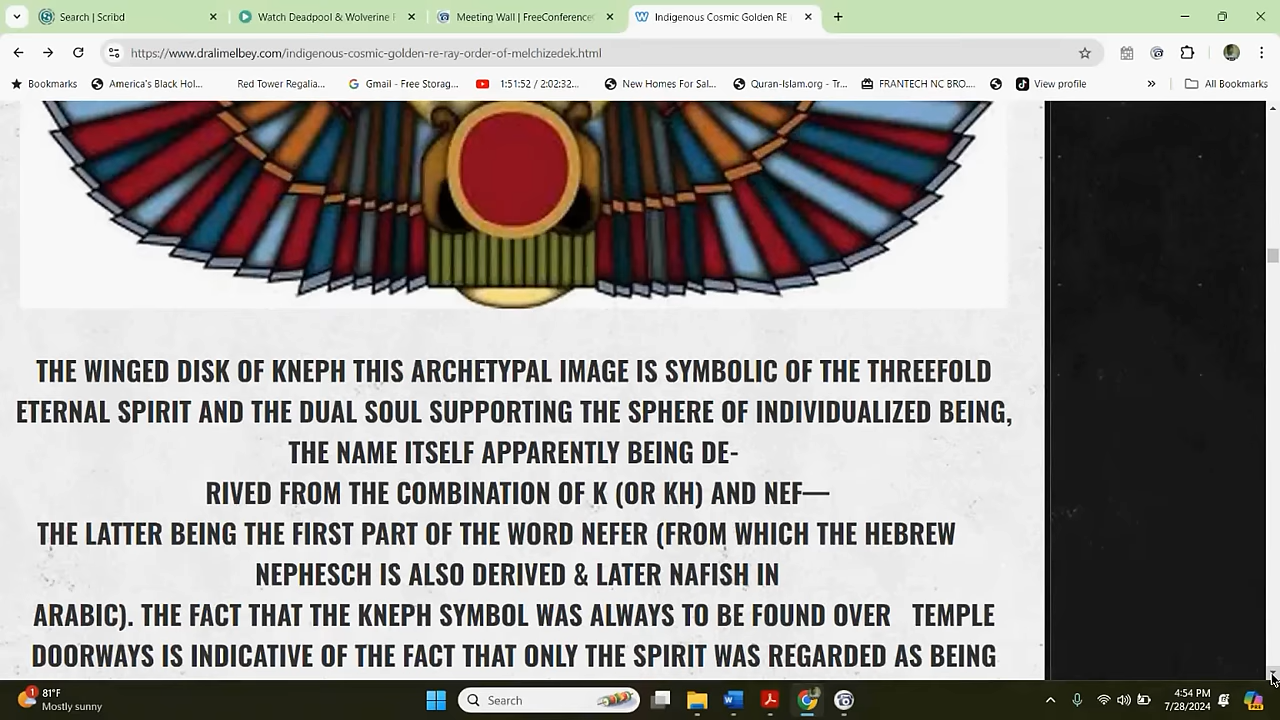 Search | Scribd
Watch Deadpool & Wolverine F
Meeting Wall | FreeConference
Indigenous Cosmic Golden RE
https://www.dralimelbey.com/indigenous-cosmic-golden-re-ray-order-of-melchizedek.html
Bookmarks
America's Black Hol...
Red Tower Regalia...
Gmail - Free Storag...
1:51:52 / 2:02:32...
New Homes For Sal...
Quran-Islam.org - Tr...
FRANTECH NC BRO...
View profile
All Bookmarks
THE WINGED DISK OF KNEPH THIS ARCHETYPAL IMAGE IS SYMBOLIC OF THE THREEFOLD
ETERNAL SPIRIT AND THE DUAL SOUL SUPPORTING THE SPHERE OF INDIVIDUALIZED BEING,
THE NAME ITSELF APPARENTLY BEING DE-
RIVED FROM THE COMBINATION OF K (OR KH) AND NEF—
THE LATTER BEING THE FIRST PART OF THE WORD NEFER (FROM WHICH THE HEBREW
NEPHESCH IS ALSO DERIVED & LATER NAFISH IN
ARABIC). THE FACT THAT THE KNEPH SYMBOL WAS ALWAYS TO BE FOUND OVER TEMPLE
DOORWAYS IS INDICATIVE OF THE FACT THAT ONLY THE SPIRIT WAS REGARDED AS BEING
1
81°F
Mostly sunny
Search
4:54 PM
7/28/2024